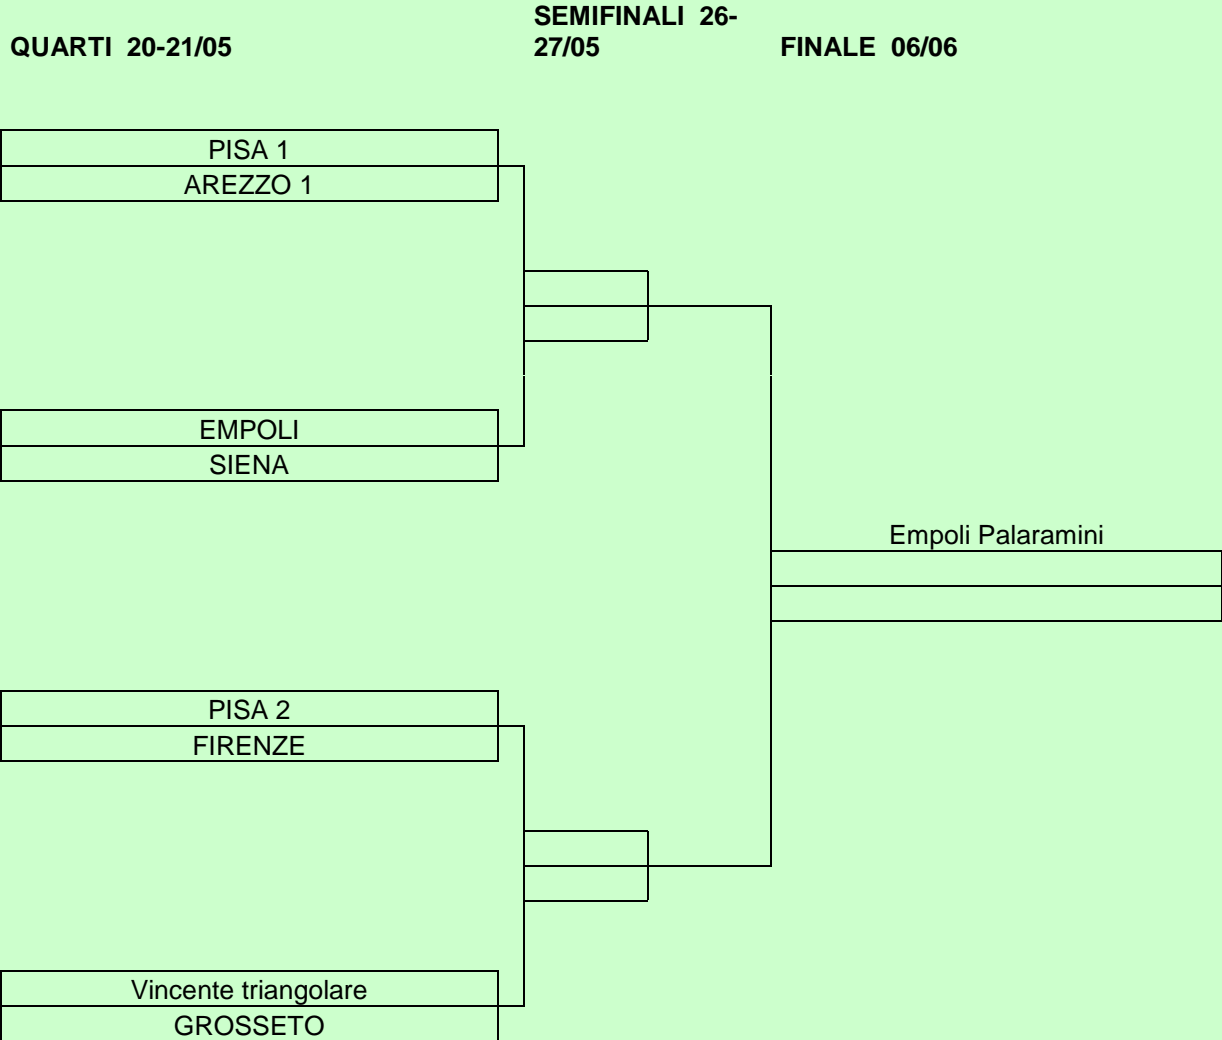 QUARTI 20-21/05
SEMIFINALI 26-
27/05
FINALE 06/06
PISA 1
AREZZO 1
EMPOLI
SIENA
Empoli Palaramini
PISA 2
FIRENZE
Vincente triangolare
GROSSETO